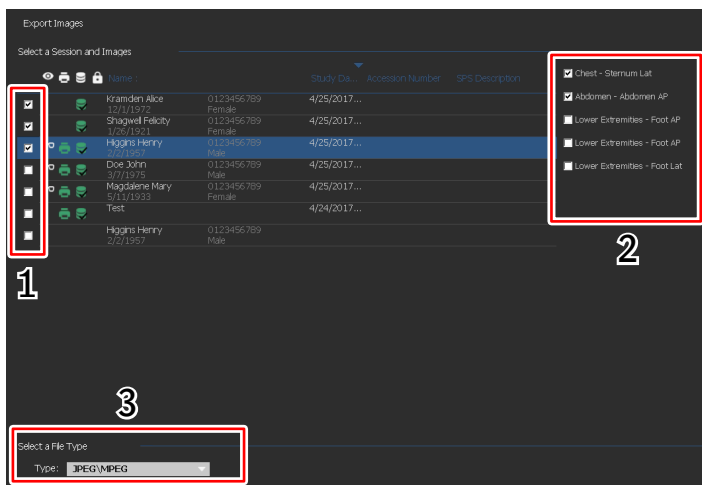 Export Images
Select a Session and Images
Name : Study Da... Accession Number SPS Description
Kramden Alice 0123456789 4/25/2017...
12/1/1972 Female
Shagwell Felicity 0123456789 4/25/2017...
1/26/1921 Female
Higgins Henry 0123456789 4/25/2017...
2/2/1957 Male
Doe John 0123456789 4/25/2017...
3/7/1975 Male
Magdalene Mary 0123456789 4/25/2017...
5/11/1933 Female
Test 4/24/2017...
Higgins Henry 0123456789
2/2/1957 Male
1
Chest - Sternum Lat
Abdomen - Abdomen AP
Lower Extremities - Foot AP
Lower Extremities - Foot AP
Lower Extremities - Foot Lat
2
3
Select a File Type
Type: JPEG\MPEG